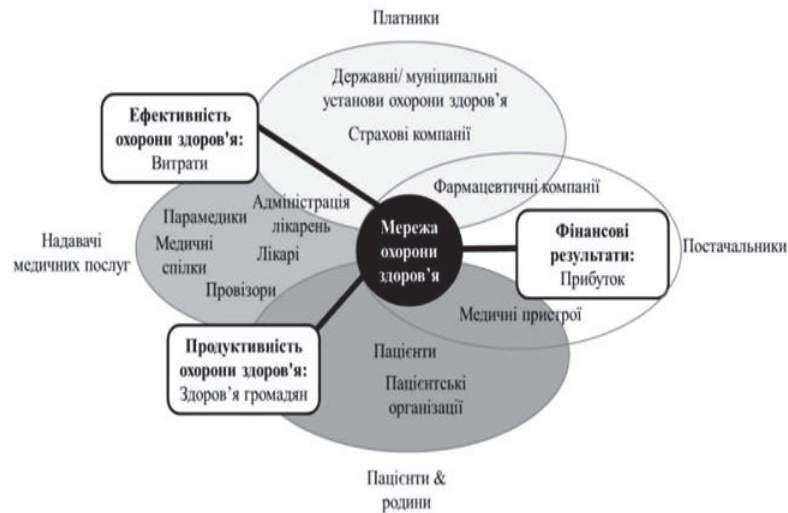 Платники
Державні/ муніципальні
установи охорони здоров’я
Страхові компанії
Ефективність
охорони здоров'я:
Витрати
Фармацевтичні компанії
Адміністрація
лікарень
Парамедики
Медичні
спілки
Лікарі
Провізори
Надавачі
медичних послуг
Мережа
охорони
здоров’я
Фінансові
результати:
Прибуток
Постачальники
Медичні пристрої
Продуктивність
охорони здоров'я:
Здоров’я громадян
Пацієнти
Пацієнтські
організації
Пацієнти &
родини